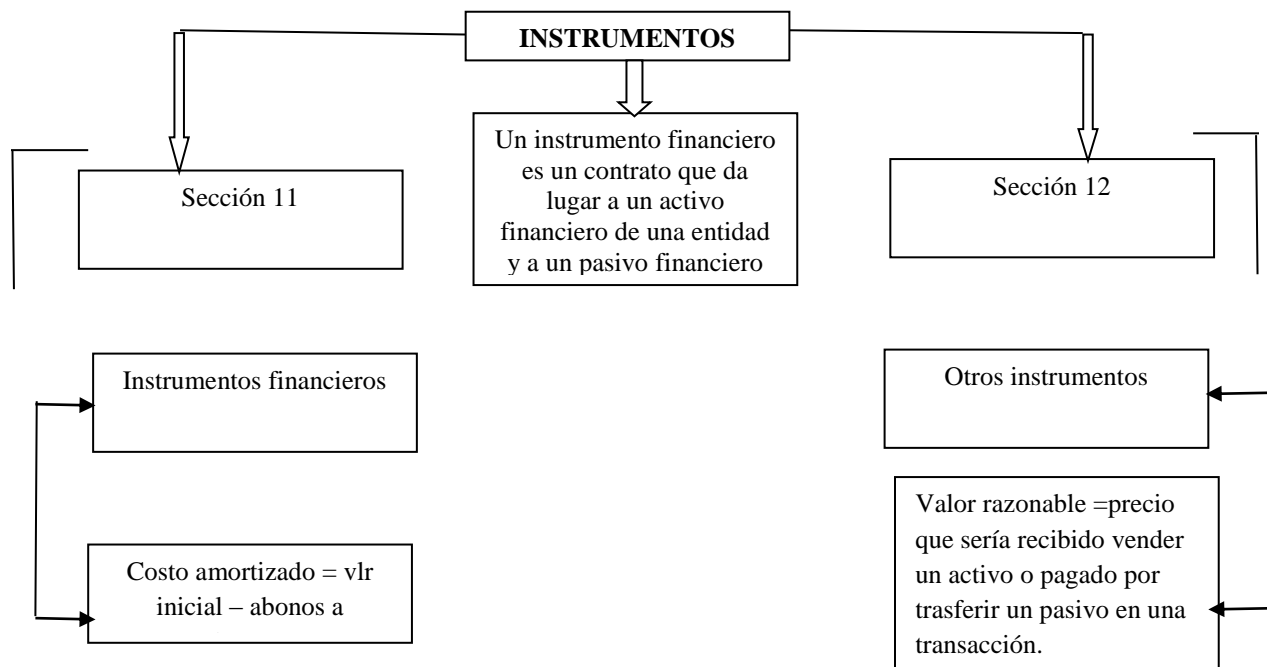 INSTRUMENTOS
Un instrumento financiero
es un contrato que da
lugar a un activo
financiero de una entidad
y a un pasivo financiero
Sección 11
Sección 12
Instrumentos financieros
Otros instrumentos
Costo amortizado = vlr
inicial – abonos a
Valor razonable =precio
que sería recibido vender
un activo o pagado por
trasferir un pasivo en una
transacción.